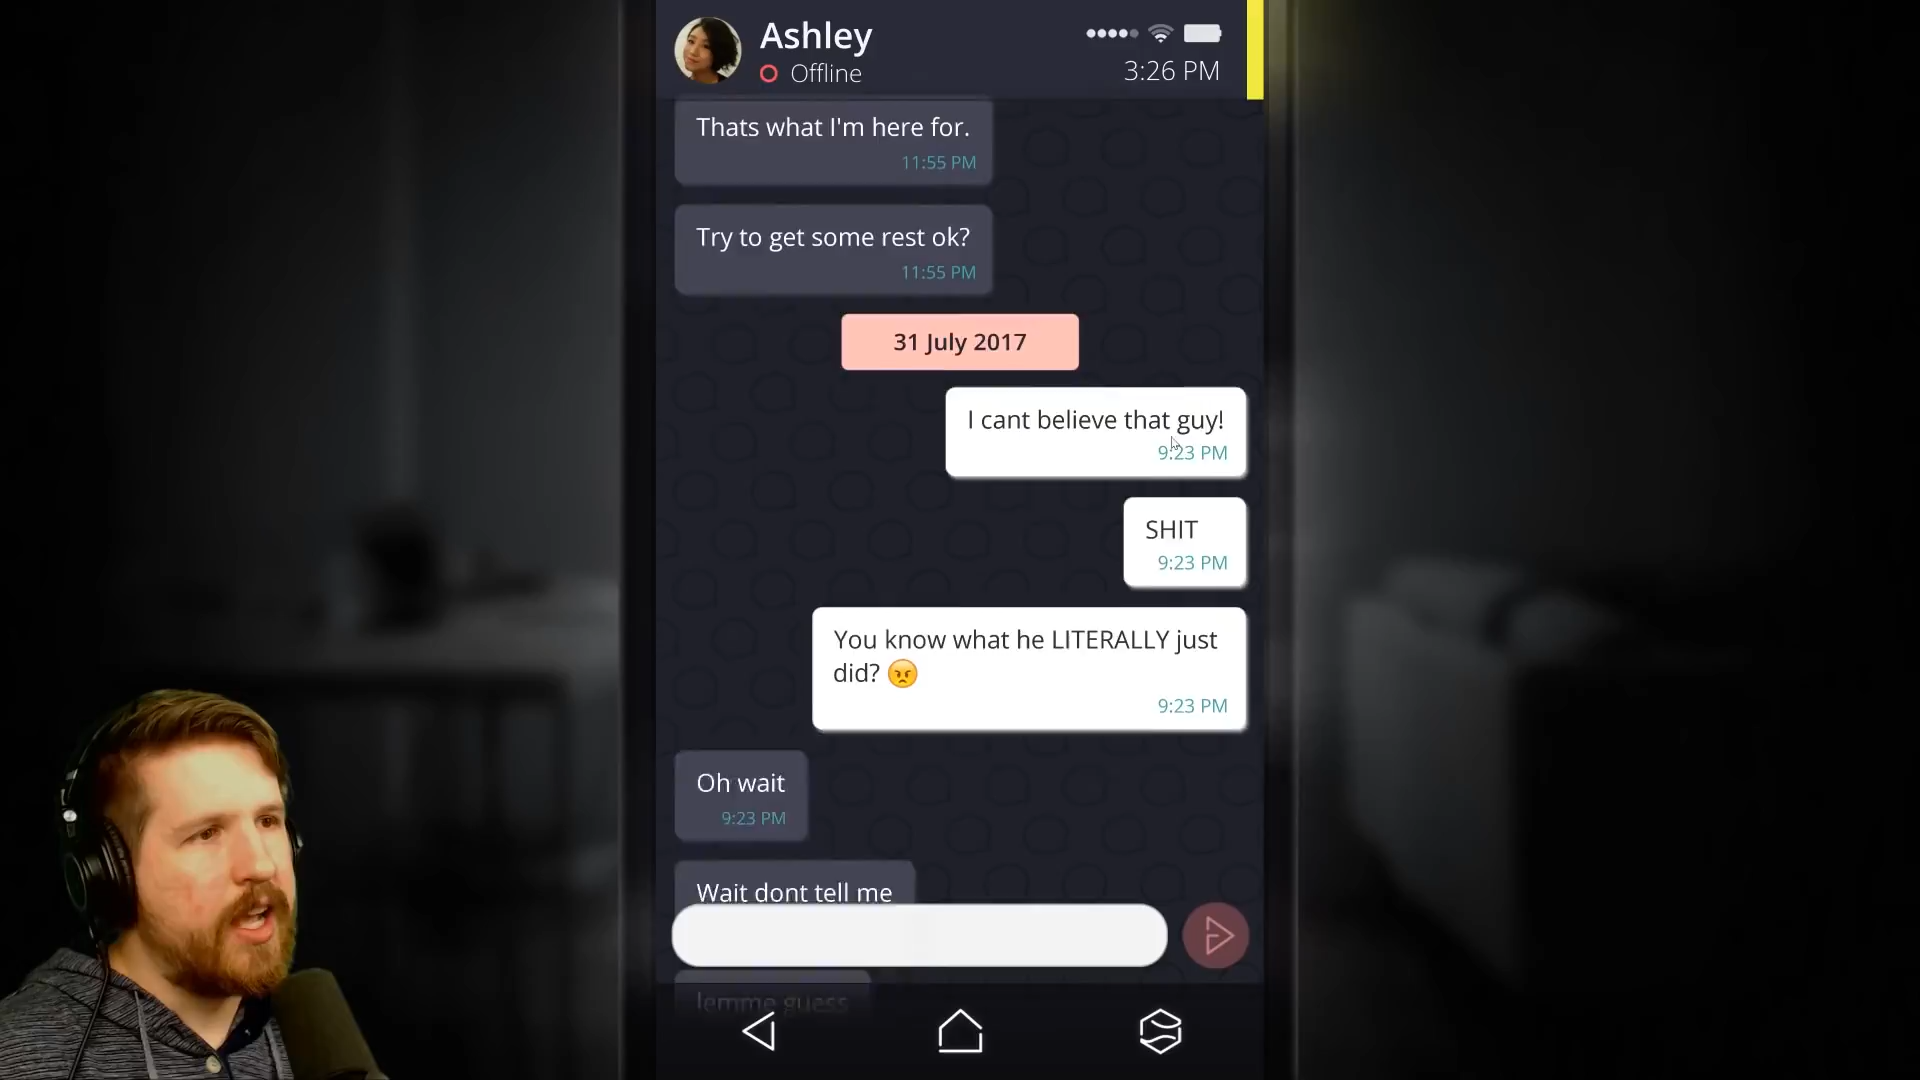 Ashley
Offline
3:26 PM
Thats what I'm here for.
11:55 PM
Try to get some rest ok?
11:55 PM
31 July 2017
I cant believe that guy!
9:23 PM
SHIT
9:23 PM
You know what he LITERALLY just
did? 😠
9:23 PM
Oh wait
9:23 PM
Wait dont tell me
lemme guess